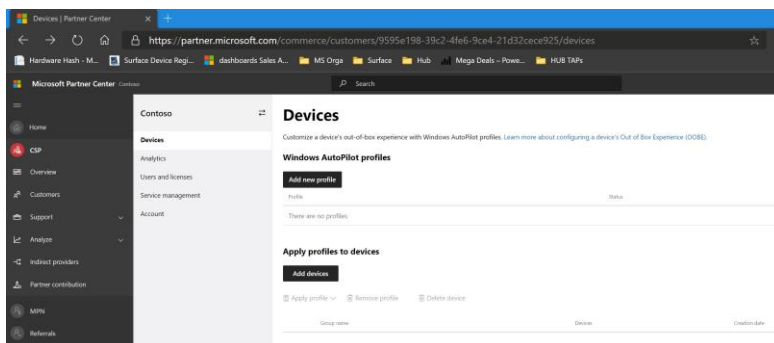 Devices | Partner Center
https://partner.microsoft.com/commerce/customers/9595e198-39c2-4fe6-9ce4-21d32cece925/devices
Hardware Hash - M... Surface Device Regi... dashboards Sales A... MS Orga Surface Hub Mega Deals – Powe... HUB TAPs
Microsoft Partner Center Contoso Search
Home
CSP
Overview
Customers
Support
Analyze
Indirect providers
Partner contribution
MPN
Referrals
Contoso
Devices
Analytics
Users and licenses
Service management
Account
Devices
Customize a device's out-of-box experience with Windows AutoPilot profiles. Learn more about configuring a device's Out of Box Experience (OOBE).
Windows AutoPilot profiles
Add new profile
Profile Status
There are no profiles.
Apply profiles to devices
Add devices
Apply profile Remove profile Delete device
Group name Devices Creation date